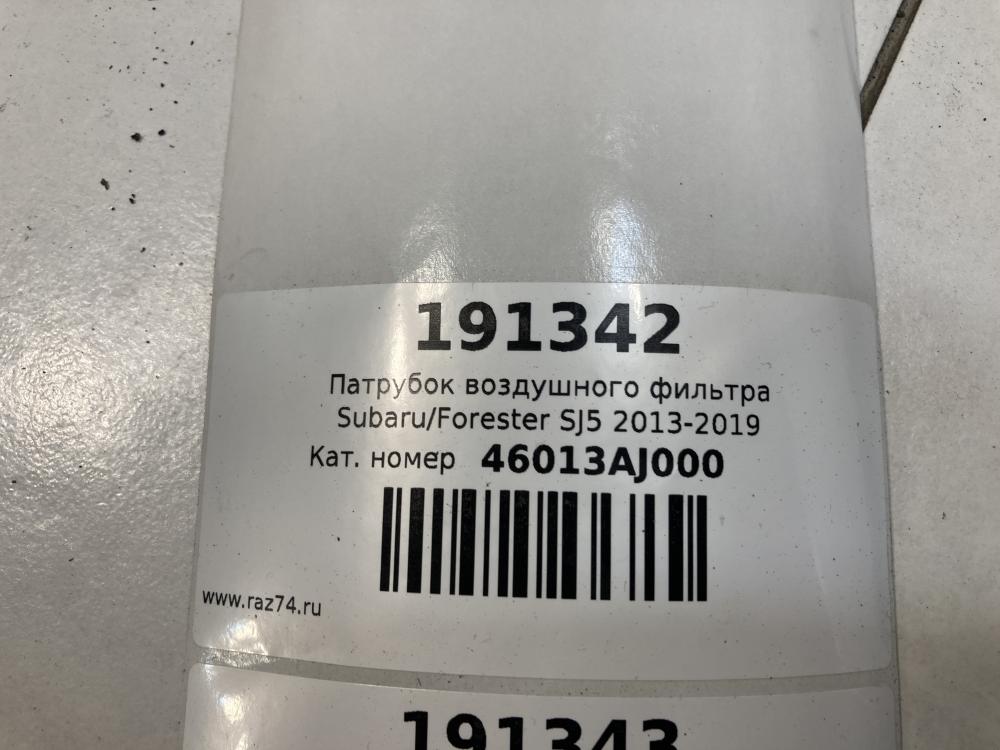 191342
Патрубок воздушного фильтра
Subaru/Forester SJ5 2013-2019
Кат. номер 46013AJ000
www.raz74.ru
191343